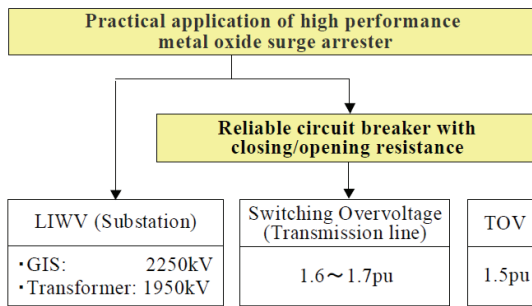 Practical application of high performance
metal oxide surge arrester
Reliable circuit breaker with
closing/opening resistance
LIWV (Substation)
・GIS: 2250kV
・Transformer: 1950kV
Switching Overvoltage
(Transmission line)
1.6～1.7pu
TOV
1.5pu